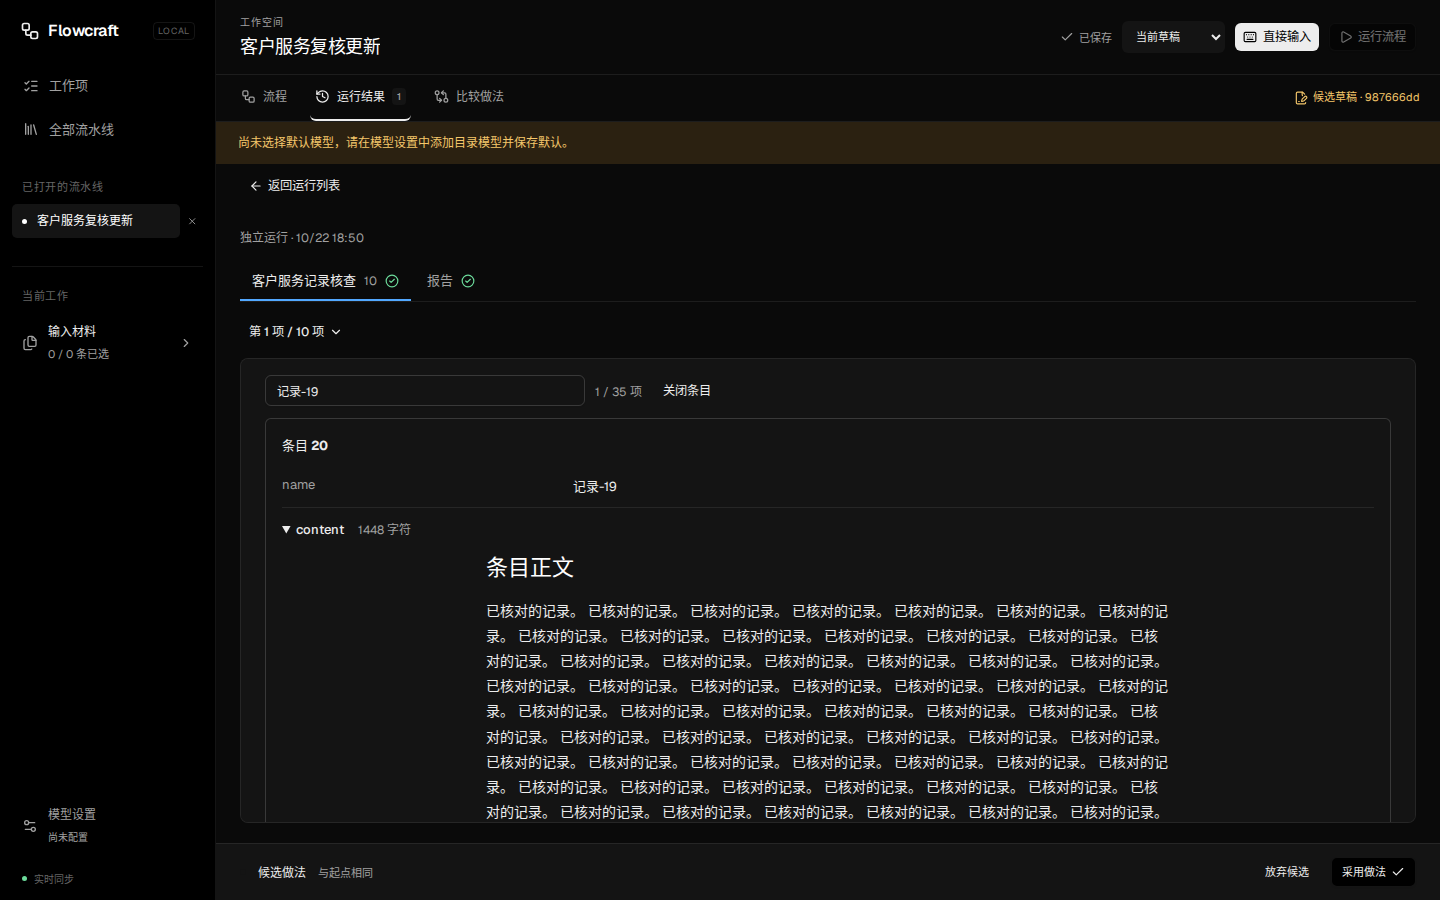 Flowcraft
LOCAL
工作项
全部流水线
已打开的流水线
客户服务复核更新
当前工作
输入材料
0 / 0 条已选
模型设置
尚未配置
实时同步
工作空间
客户服务复核更新
已保存
当前草稿
直接输入
运行流程
流程
运行结果 1
比较做法
候选草稿 · 987666dd
尚未选择默认模型，请在模型设置中添加目录模型并保存默认。
返回运行列表
独立运行 · 10/22 18:50
客户服务记录核查 10
报告
第 1 项 / 10 项
记录-19
1 / 35 项
关闭条目
条目 20
name
记录-19
content 1448 字符
条目正文
已核对的记录。 已核对的记录。 已核对的记录。 已核对的记录。 已核对的记录。 已核对的记录。 已核对的记
录。 已核对的记录。 已核对的记录。 已核对的记录。 已核对的记录。 已核对的记录。 已核对的记录。 已核
对的记录。 已核对的记录。 已核对的记录。 已核对的记录。 已核对的记录。 已核对的记录。 已核对的记录。
已核对的记录。 已核对的记录。 已核对的记录。 已核对的记录。 已核对的记录。 已核对的记录。 已核对的记
录。 已核对的记录。 已核对的记录。 已核对的记录。 已核对的记录。 已核对的记录。 已核对的记录。 已核
对的记录。 已核对的记录。 已核对的记录。 已核对的记录。 已核对的记录。 已核对的记录。 已核对的记录。
已核对的记录。 已核对的记录。 已核对的记录。 已核对的记录。 已核对的记录。 已核对的记录。 已核对的记
录。 已核对的记录。 已核对的记录。 已核对的记录。 已核对的记录。 已核对的记录。 已核对的记录。 已核
对的记录。 已核对的记录。 已核对的记录。 已核对的记录。 已核对的记录。 已核对的记录。 已核对的记录。
候选做法 与起点相同
放弃候选
采用做法